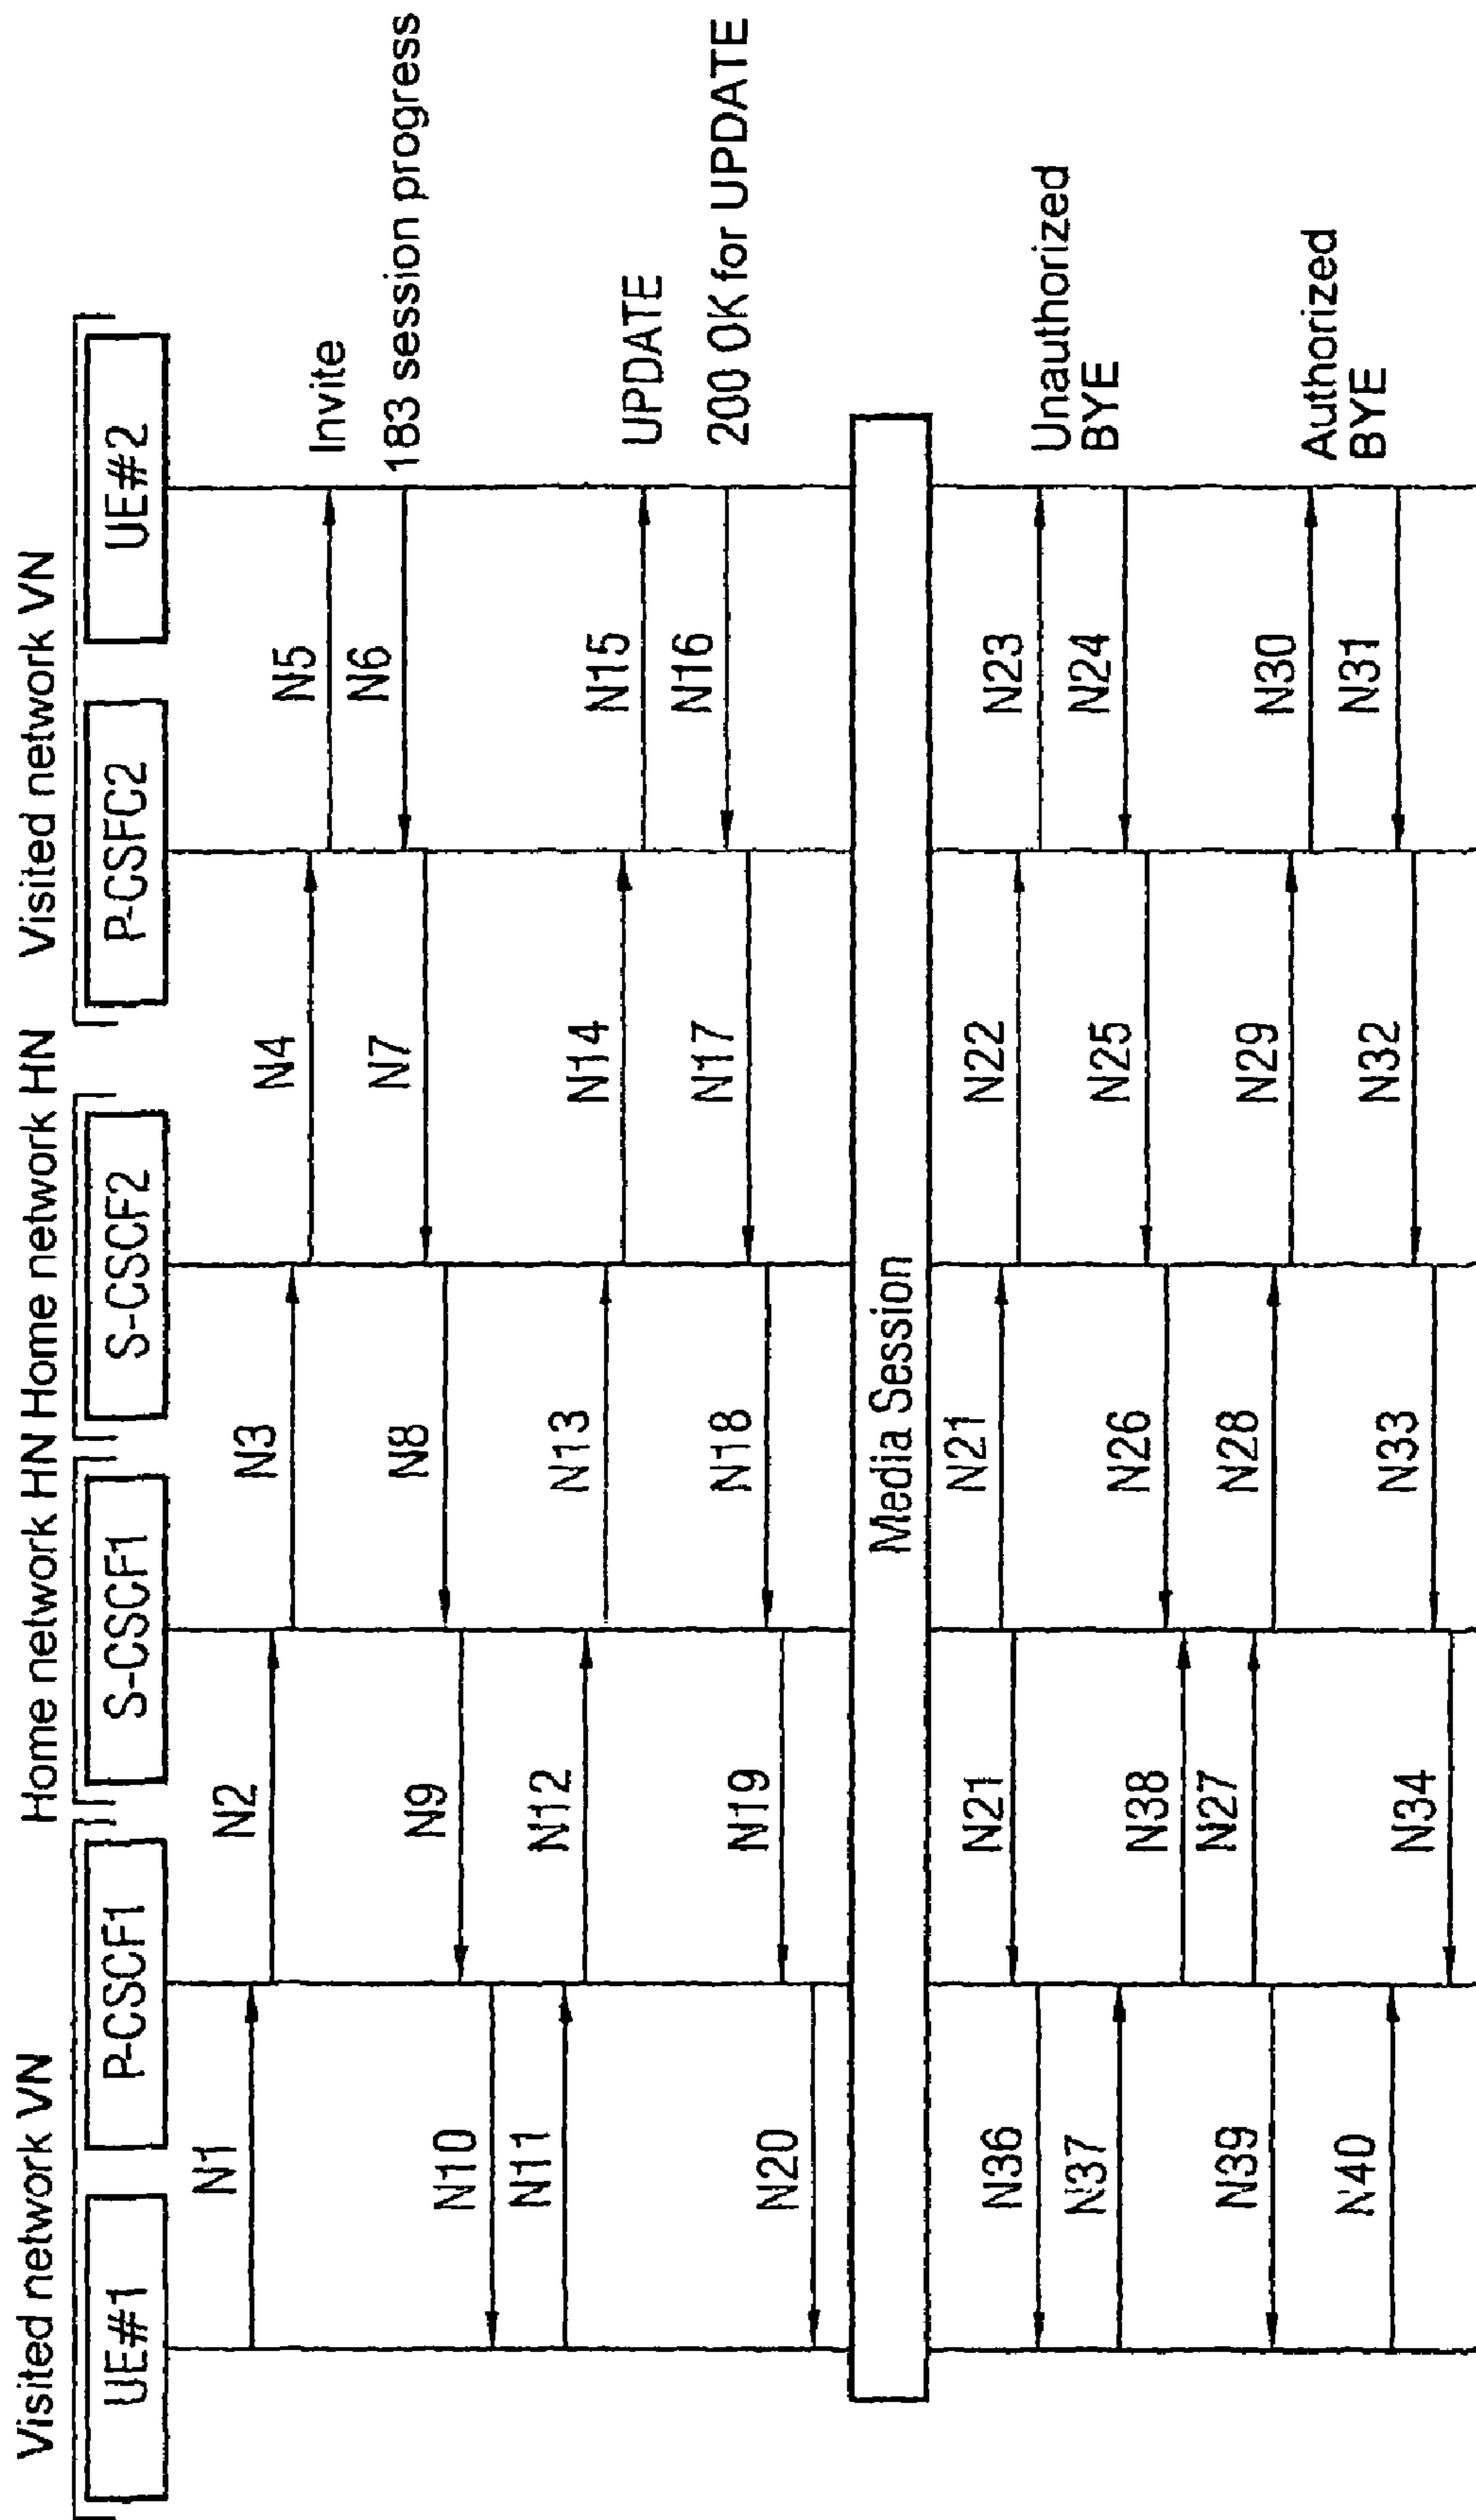 Visited network VN
Home network HN
Home network HN
Visited network VN
UE#1
P-CSCF1
S-CSCF1
S-CSCF2
P-CSFC2
UE#2
N1
N2
N3
N4
N5
Invite
N6
183 session progress
N7
N8
N9
N10
N11
N12
N13
N14
N15
UPDATE
N16
200 OK for UPDATE
N17
N18
N19
N20
Media Session
N21
N21
N22
N23
Unauthorized
BYE
N36
N37
N24
N25
N26
N38
N27
N28
N29
N30
Authorized
BYE
N39
N40
N31
N32
N33
N34